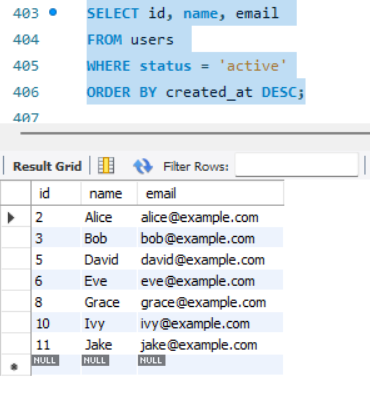 403 SELECT id, name, email
404 FROM users
405 WHERE status = 'active'
406 ORDER BY created_at DESC;
407
Result Grid Filter Rows:
id name email
2 Alice alice@example.com
3 Bob bob@example.com
5 David david@example.com
6 Eve eve@example.com
8 Grace grace@example.com
10 Ivy ivy@example.com
11 Jake jake@example.com
NULL NULL NULL